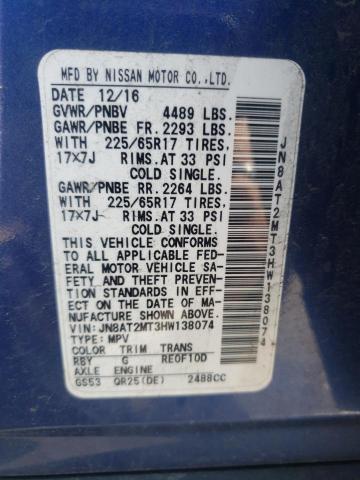 MFD BY NISSAN MOTOR CO.,LTD.
DATE 12/16
GVWR/PNBV 4489 LBS.
GAWR/PNBE FR. 2293 LBS.
WITH 225/65R17 TIRES,
17X7J RIMS. AT 33 PSI
COLD SINGLE.
GAWR/PNBE RR. 2264 LBS.
WITH 225/65R17 TIRES,
17X7J RIMS. AT 33 PSI
COLD SINGLE.
THIS VEHICLE CONFORMS
TO ALL APPLICABLE FED-
ERAL MOTOR VEHICLE SA-
FETY AND THEFT PREVEN-
TION STANDARDS IN EFF-
ECT ON THE DATE OF MA-
NUFACTURE SHOWN ABOVE.
VIN:JN8AT2MT3HW138074
TYPE:MPV
COLOR TRIM TRANS
RBY G RE0F10D
AXLE ENGINE
GS53 QR25(DE) 2488CC
JN8AT2MT3HW138074